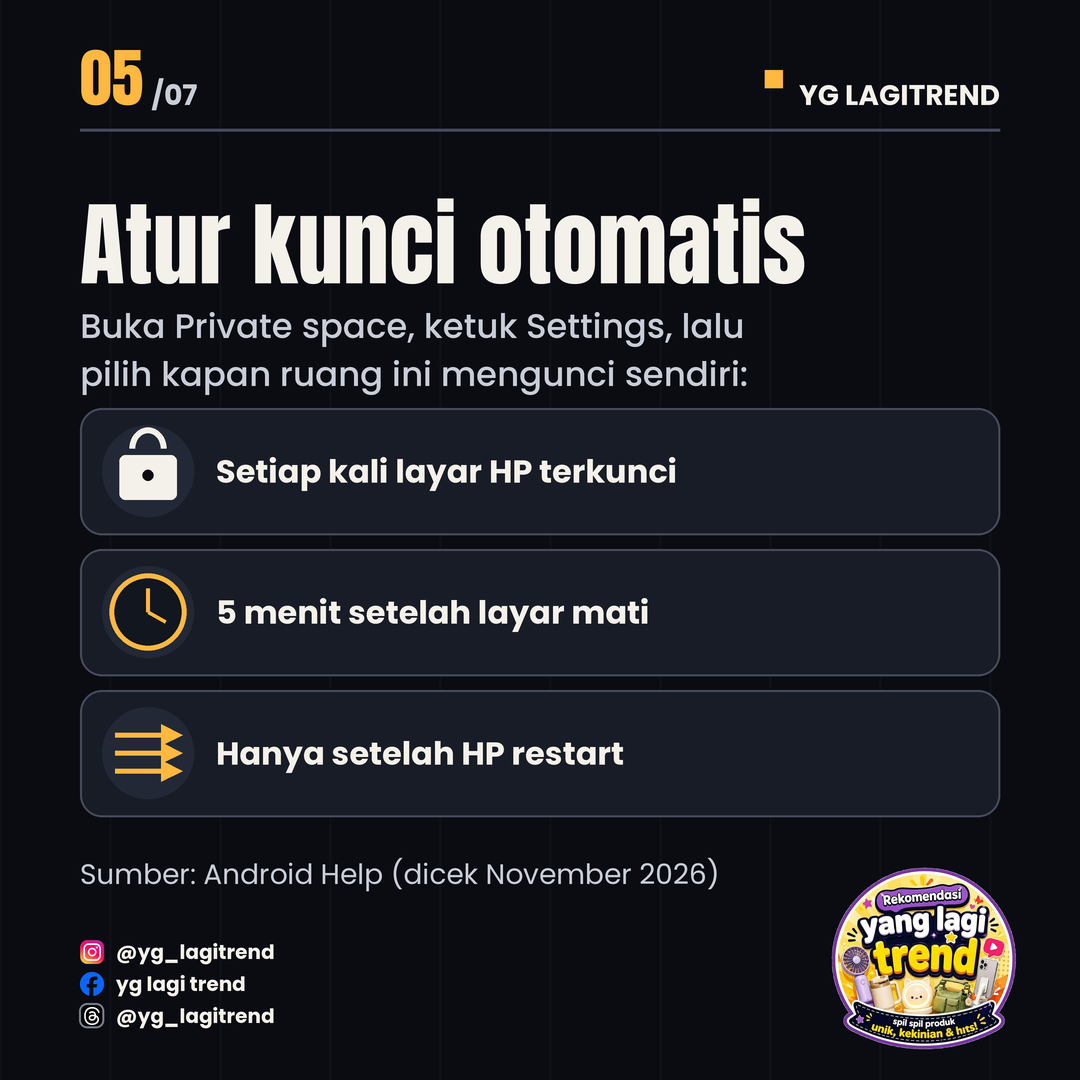 05 /07
YG LAGITREND
Atur kunci otomatis
Buka Private space, ketuk Settings, lalu
pilih kapan ruang ini mengunci sendiri:
Setiap kali layar HP terkunci
5 menit setelah layar mati
Hanya setelah HP restart
Sumber: Android Help (dicek November 2026)
@yg_lagitrend
yg lagi trend
@yg_lagitrend
Rekomendasi
yang lagi
trend
spil spil produk
unik, kekinian & hits!